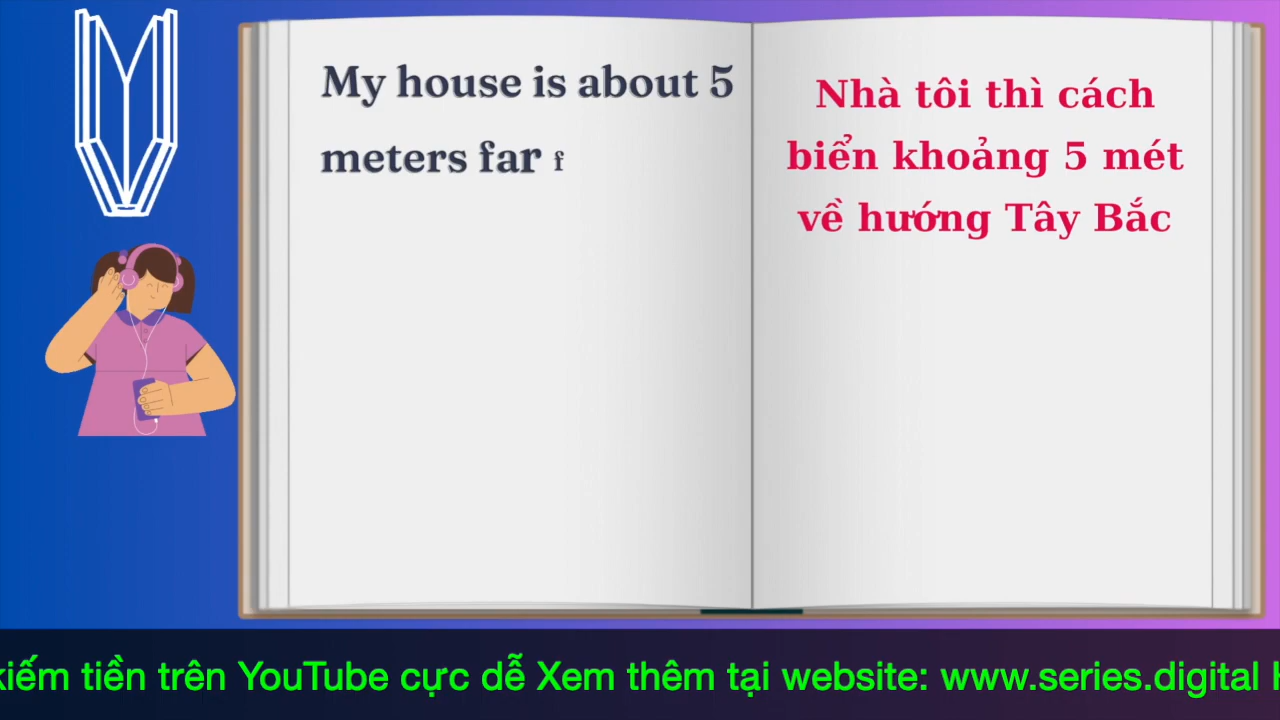 My house is about 5
meters far f
Nhà tôi thì cách
biển khoảng 5 mét
về hướng Tây Bắc
kiếm tiền trên YouTube cực dễ Xem thêm tại website: www.series.digital